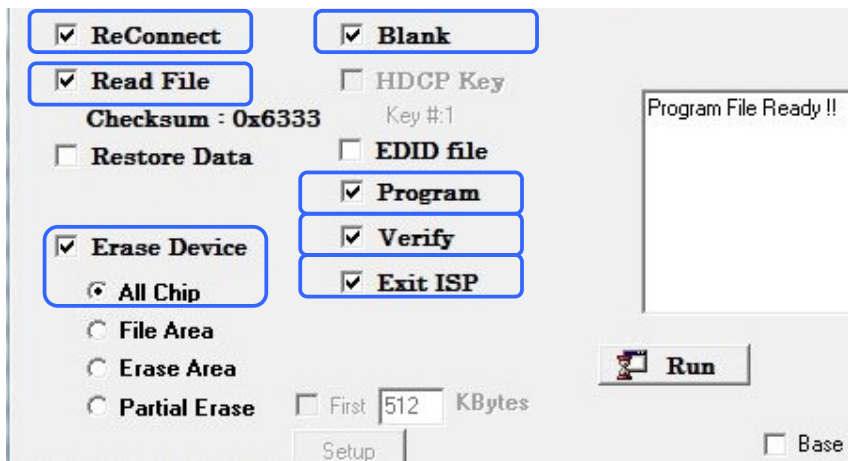 ReConnect
Blank
Read File
HDCP Key
Checksum : 0x6333
Key #:1
Program File Ready !!
Restore Data
EDID file
Program
Erase Device
Verify
All Chip
Exit ISP
File Area
Erase Area
Run
Partial Erase
First 512 KBytes
Setup
Base